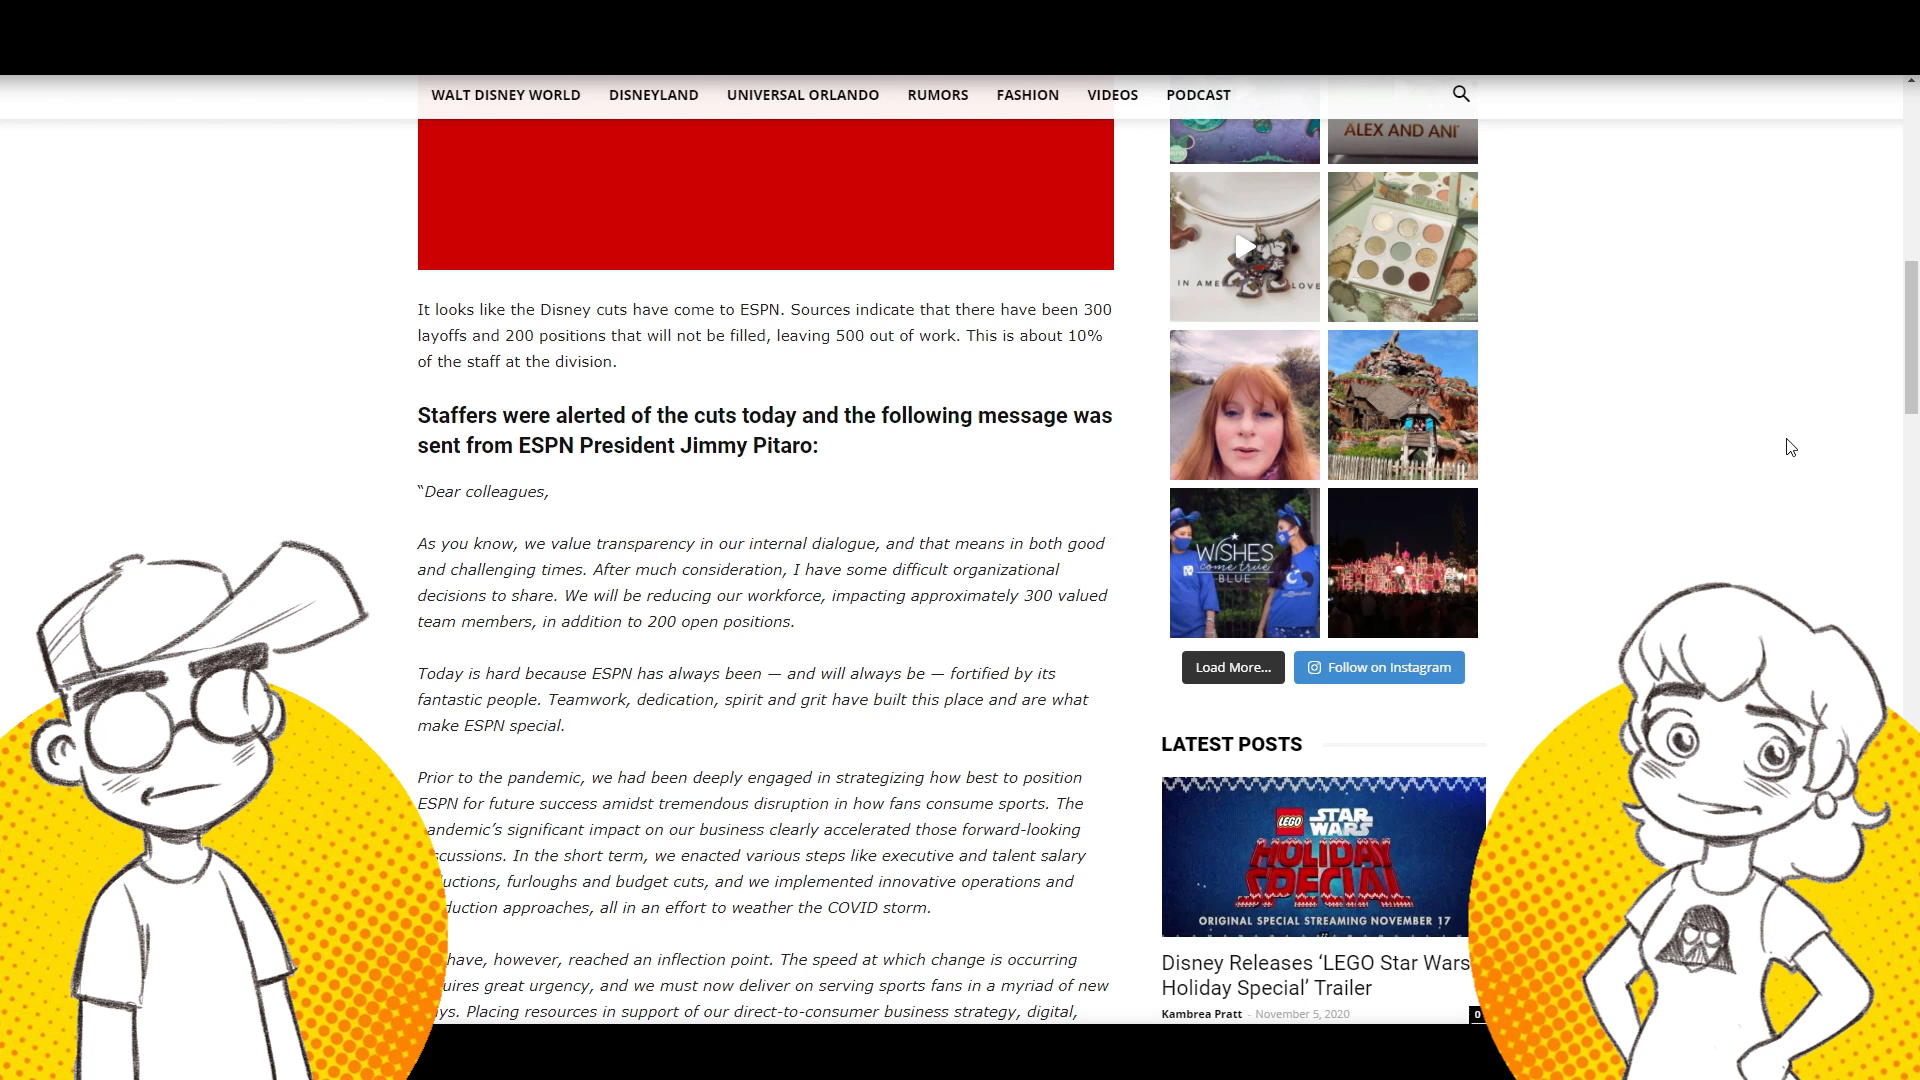 WALT DISNEY WORLD DISNEYLAND UNIVERSAL ORLANDO RUMORS FASHION VIDEOS PODCAST
It looks like the Disney cuts have come to ESPN. Sources indicate that there have been 300
layoffs and 200 positions that will not be filled, leaving 500 out of work. This is about 10%
of the staff at the division.
Staffers were alerted of the cuts today and the following message was
sent from ESPN President Jimmy Pitaro:
“Dear colleagues,
As you know, we value transparency in our internal dialogue, and that means in both good
and challenging times. After much consideration, I have some difficult organizational
decisions to share. We will be reducing our workforce, impacting approximately 300 valued
team members, in addition to 200 open positions.
Today is hard because ESPN has always been — and will always be — fortified by its
fantastic people. Teamwork, dedication, spirit and grit have built this place and are what
make ESPN special.
Prior to the pandemic, we had been deeply engaged in strategizing how best to position
ESPN for future success amidst tremendous disruption in how fans consume sports. The
andemic’s significant impact on our business clearly accelerated those forward-looking
scussions. In the short term, we enacted various steps like executive and talent salary
uctions, furloughs and budget cuts, and we implemented innovative operations and
duction approaches, all in an effort to weather the COVID storm.
have, however, reached an inflection point. The speed at which change is occurring
uires great urgency, and we must now deliver on serving sports fans in a myriad of new
ys. Placing resources in support of our direct-to-consumer business strategy, digital,
ALEX AND ANI
IN AME LOVE
WISHES
come true
BLUE
Load More...
Follow on Instagram
LATEST POSTS
LEGO STAR WARS
HOLIDAY
SPECIAL
ORIGINAL SPECIAL STREAMING NOVEMBER 17
Disney Releases ‘LEGO Star Wars
Holiday Special’ Trailer
Kambrea Pratt - November 5, 2020
0